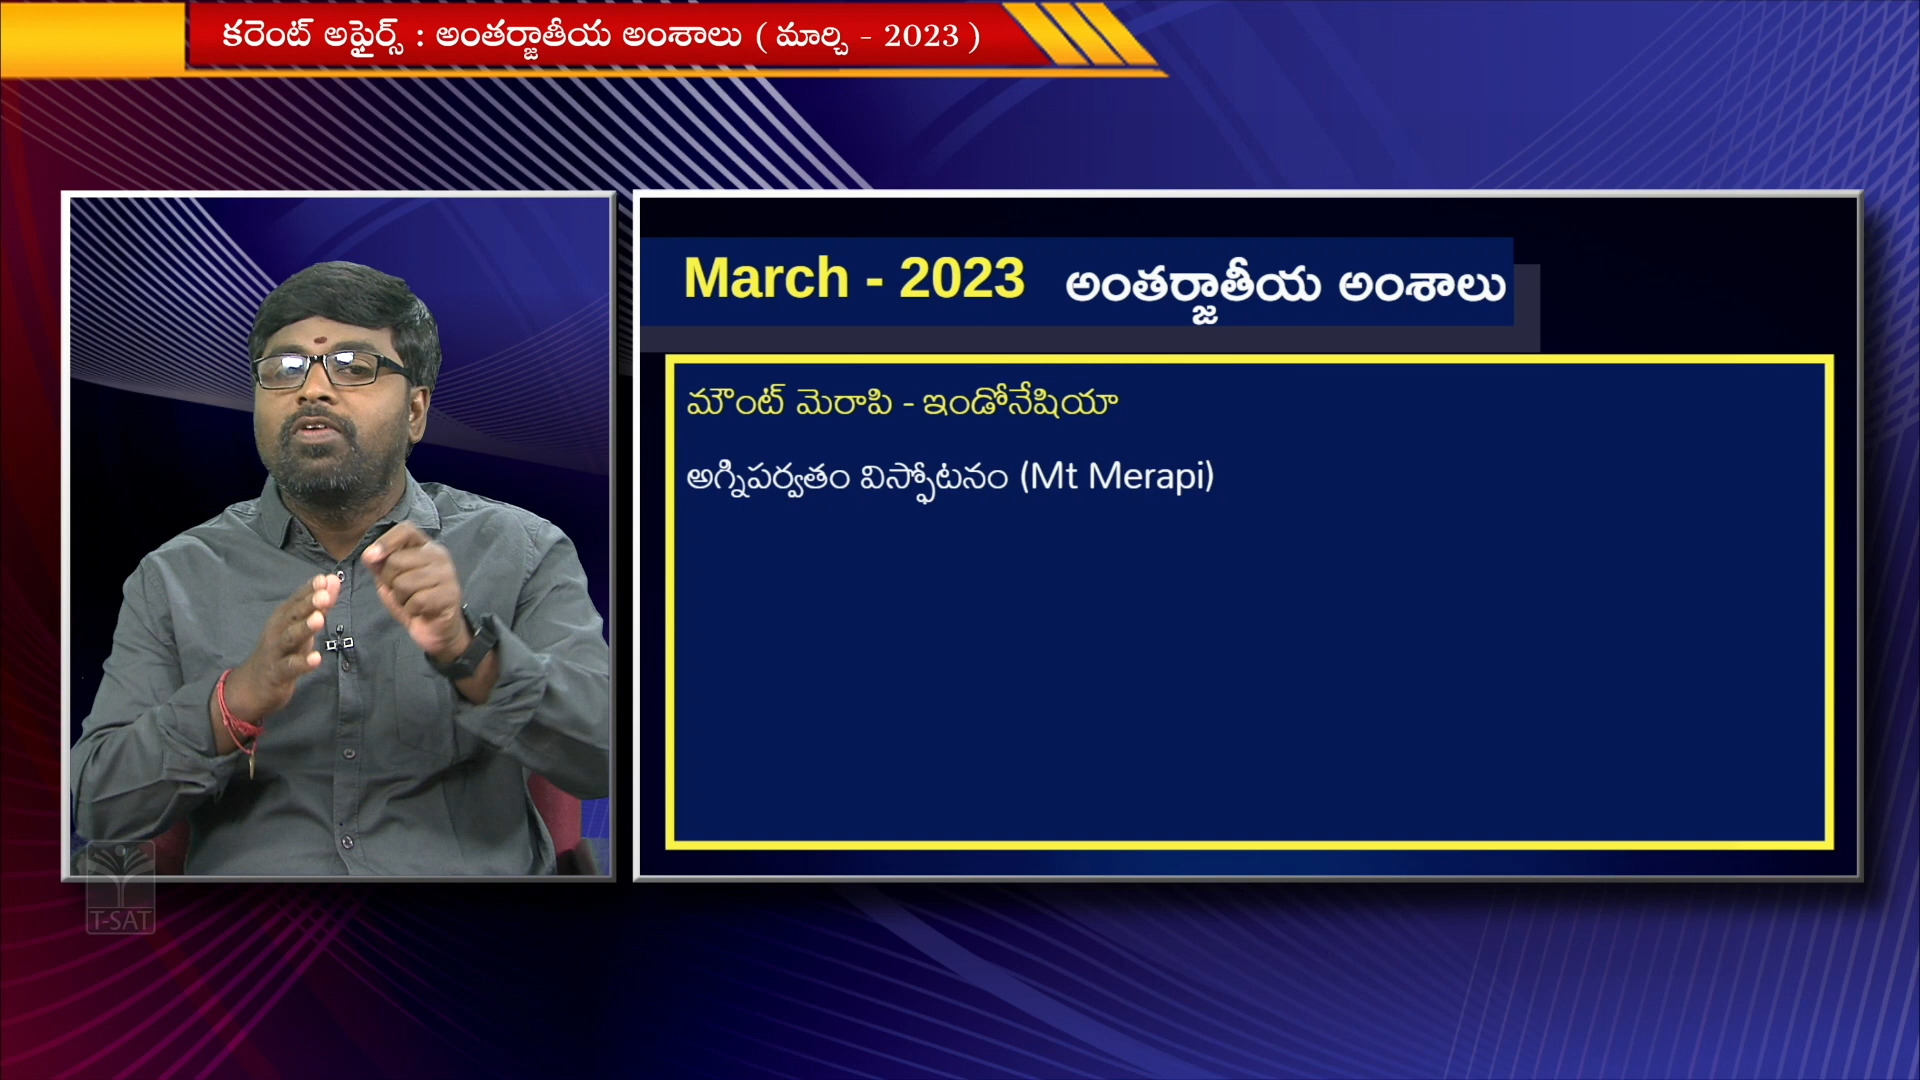 కరెంట్ అఫైర్స్ : అంతర్జాతీయ అంశాలు ( మార్చి - 2023 )
March - 2023 అంతర్జాతీయ అంశాలు
మౌంట్ మెరాపి - ఇండోనేషియా
అగ్నిపర్వతం విస్ఫోటనం (Mt Merapi)
T-SAT